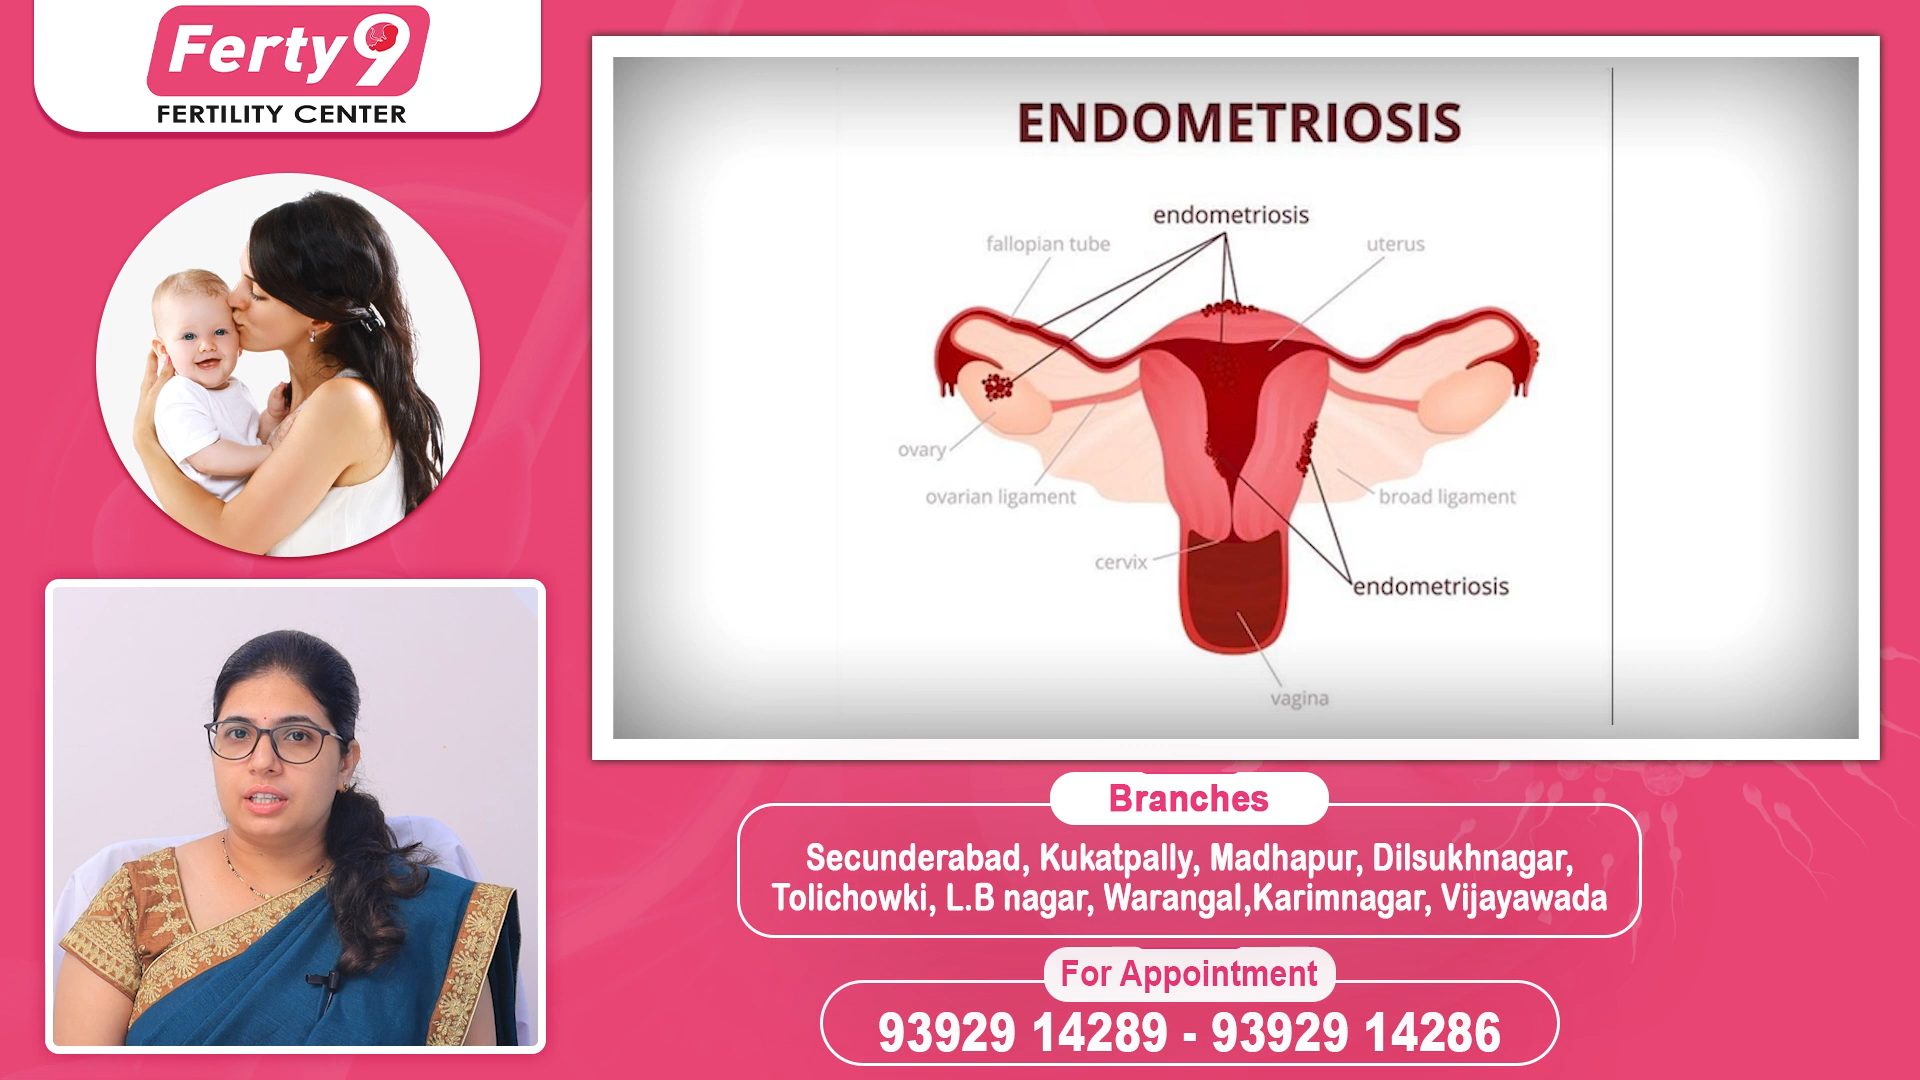 Ferty9
FERTILITY CENTER
ENDOMETRIOSIS
endometriosis
fallopian tube
uterus
ovary
ovarian ligament
broad ligament
cervix
endometriosis
vagina
Branches
Secunderabad, Kukatpally, Madhapur, Dilsukhnagar,
Tolichowki, L.B nagar, Warangal,Karimnagar, Vijayawada
For Appointment
93929 14289 - 93929 14286